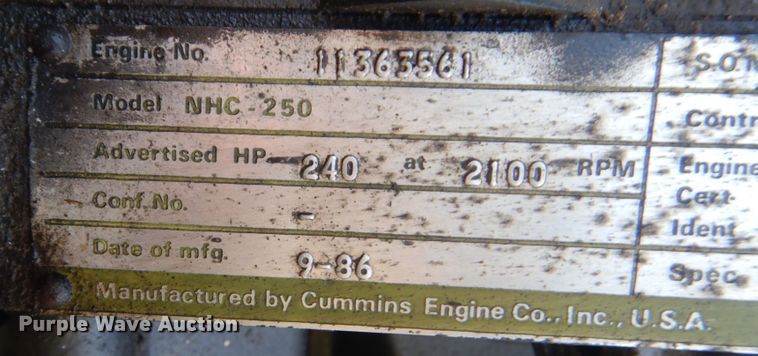 Engine No. 11363561 S.O.
Model NHC-250 Contr
Advertised HP 240 at 2100 RPM Engine
Cert
Conf. No. - Ident
Date of mfg. 9-86 Spec
Manufactured by Cummins Engine Co., Inc., U.S.A.
Purple Wave Auction